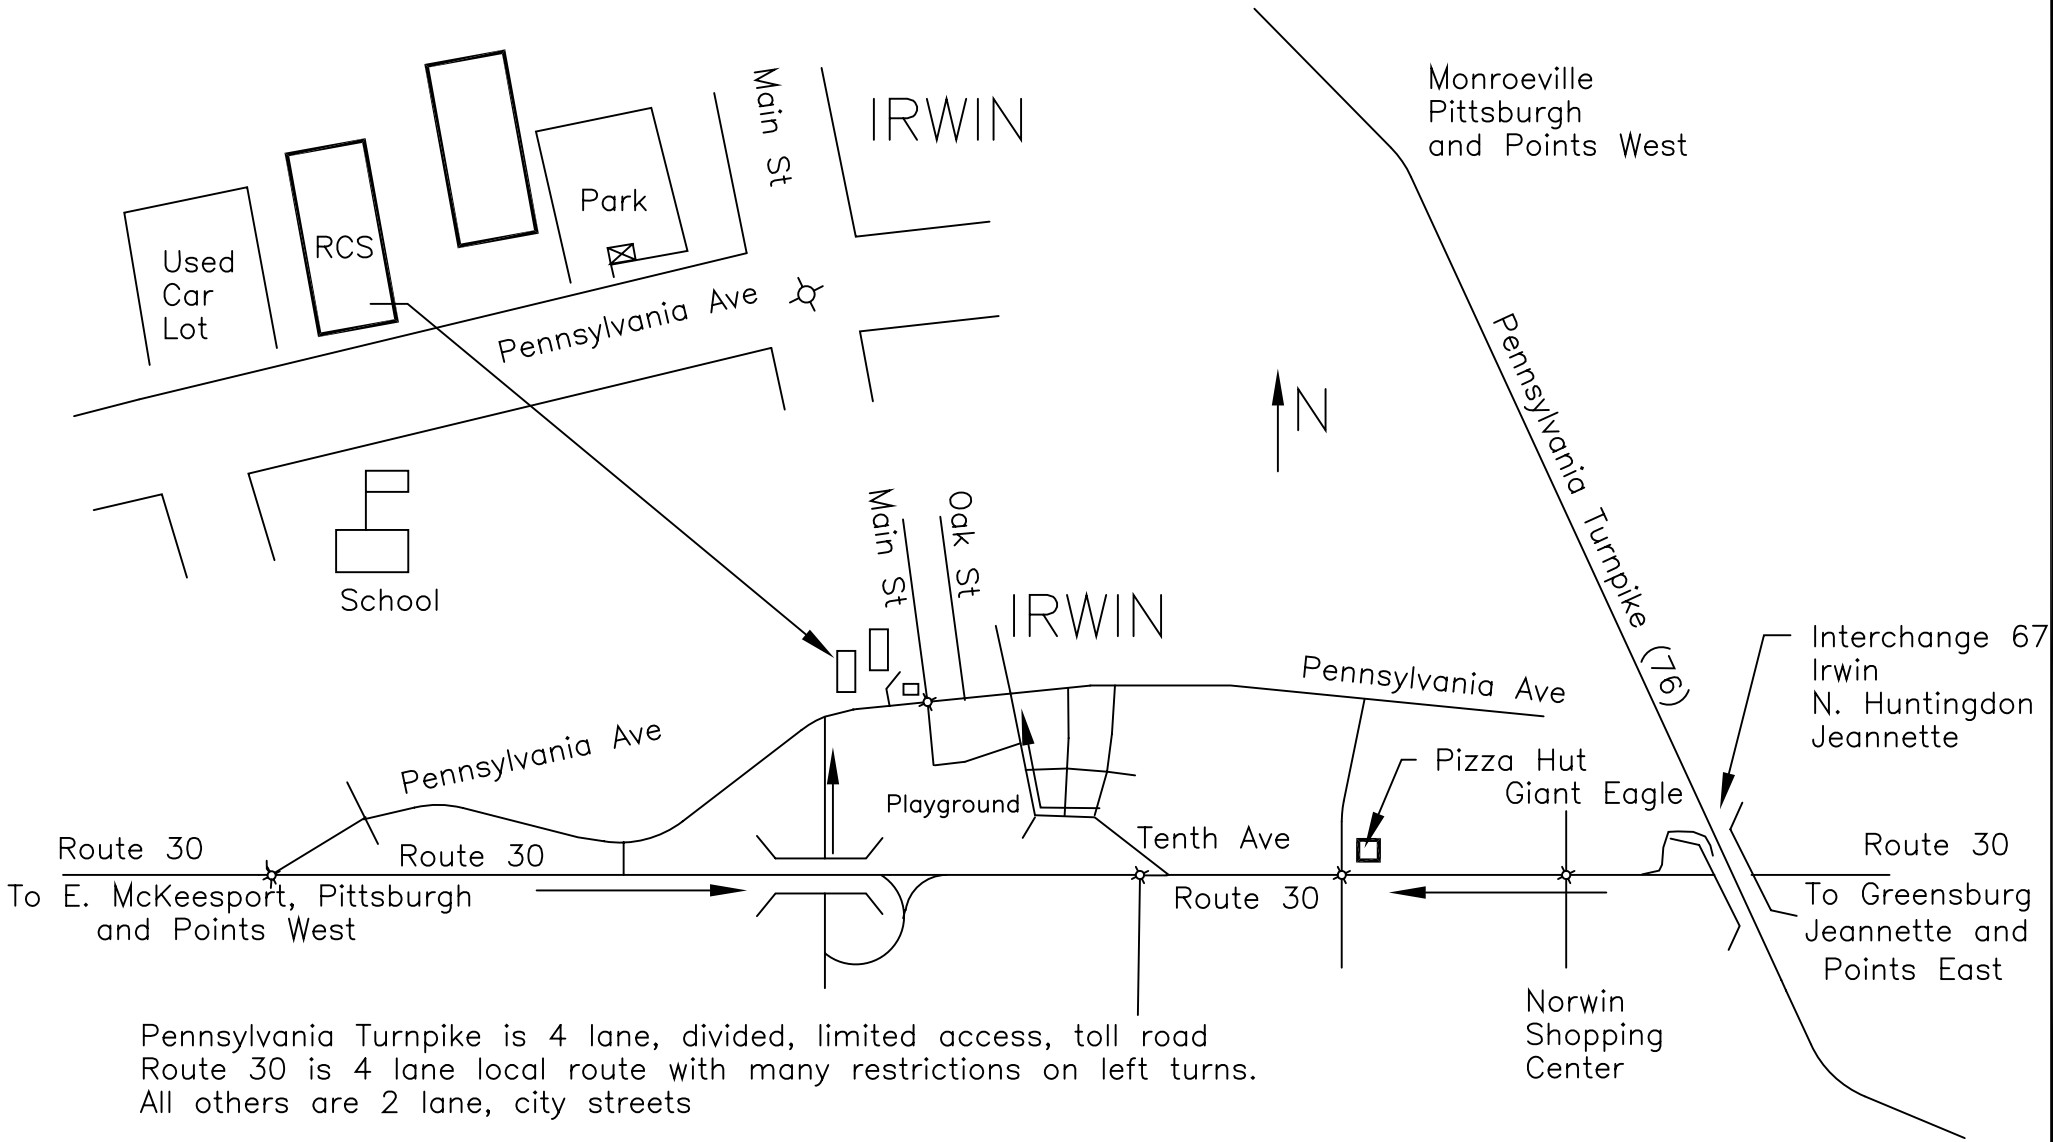 Main St
IRWIN
Monroeville
Pittsburgh
and Points West
Park
RCS
Used
Car
Lot
Pennsylvania Ave
N
Pennsylvania Turnpike (76)
School
Main St
Oak St
IRWIN
Interchange 67
Irwin
N. Huntingdon
Jeannette
Pennsylvania Ave
Pennsylvania Ave
Pizza Hut
Giant Eagle
Playground
Tenth Ave
Route 30
Route 30
Route 30
Route 30
To E. McKeesport, Pittsburgh
and Points West
To Greensburg
Jeannette and
Points East
Norwin
Shopping
Center
Pennsylvania Turnpike is 4 lane, divided, limited access, toll road
Route 30 is 4 lane local route with many restrictions on left turns.
All others are 2 lane, city streets